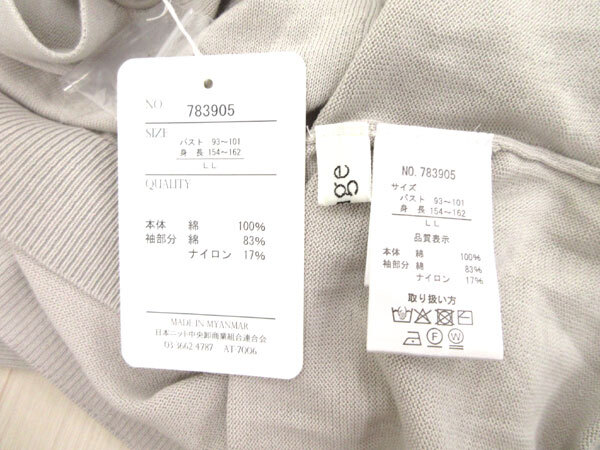 NO. 783905
SIZE
バスト 93～101
身長 154～162
LL
QUALITY
本体 綿 100%
袖部分 綿 83%
ナイロン 17%
MADE IN MYANMAR
日本ニット中央卸商業組合連合会
03-3662-4787 AT-7006
nge
NO. 783905
サイズ
バスト 93～101
身長 154～162
LL
品質表示
本体 綿 100%
袖部分 綿 83%
ナイロン 17%
取り扱い方
F W